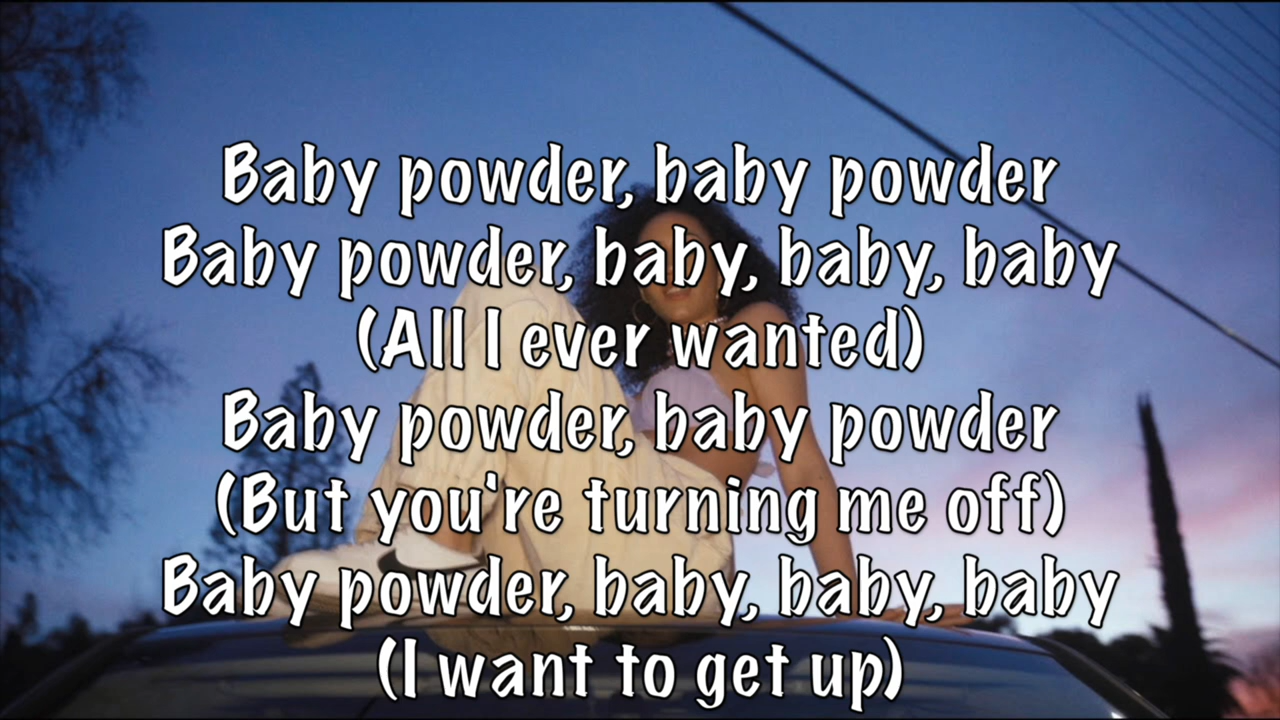 Baby powder, baby powder
Baby powder, baby, baby, baby
(All I ever wanted)
Baby powder, baby powder
(But you're turning me off)
Baby powder, baby, baby, baby
(I want to get up)